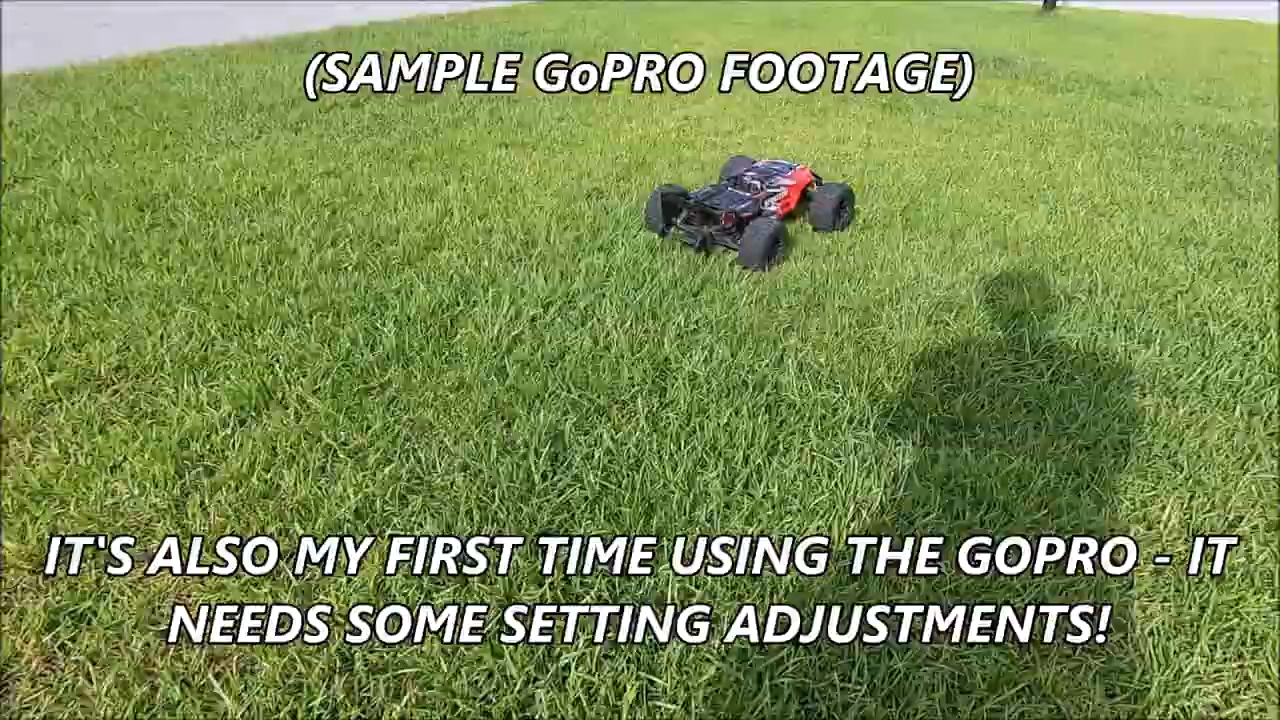 (SAMPLE GoPRO FOOTAGE)
IT'S ALSO MY FIRST TIME USING THE GOPRO - IT
NEEDS SOME SETTING ADJUSTMENTS!